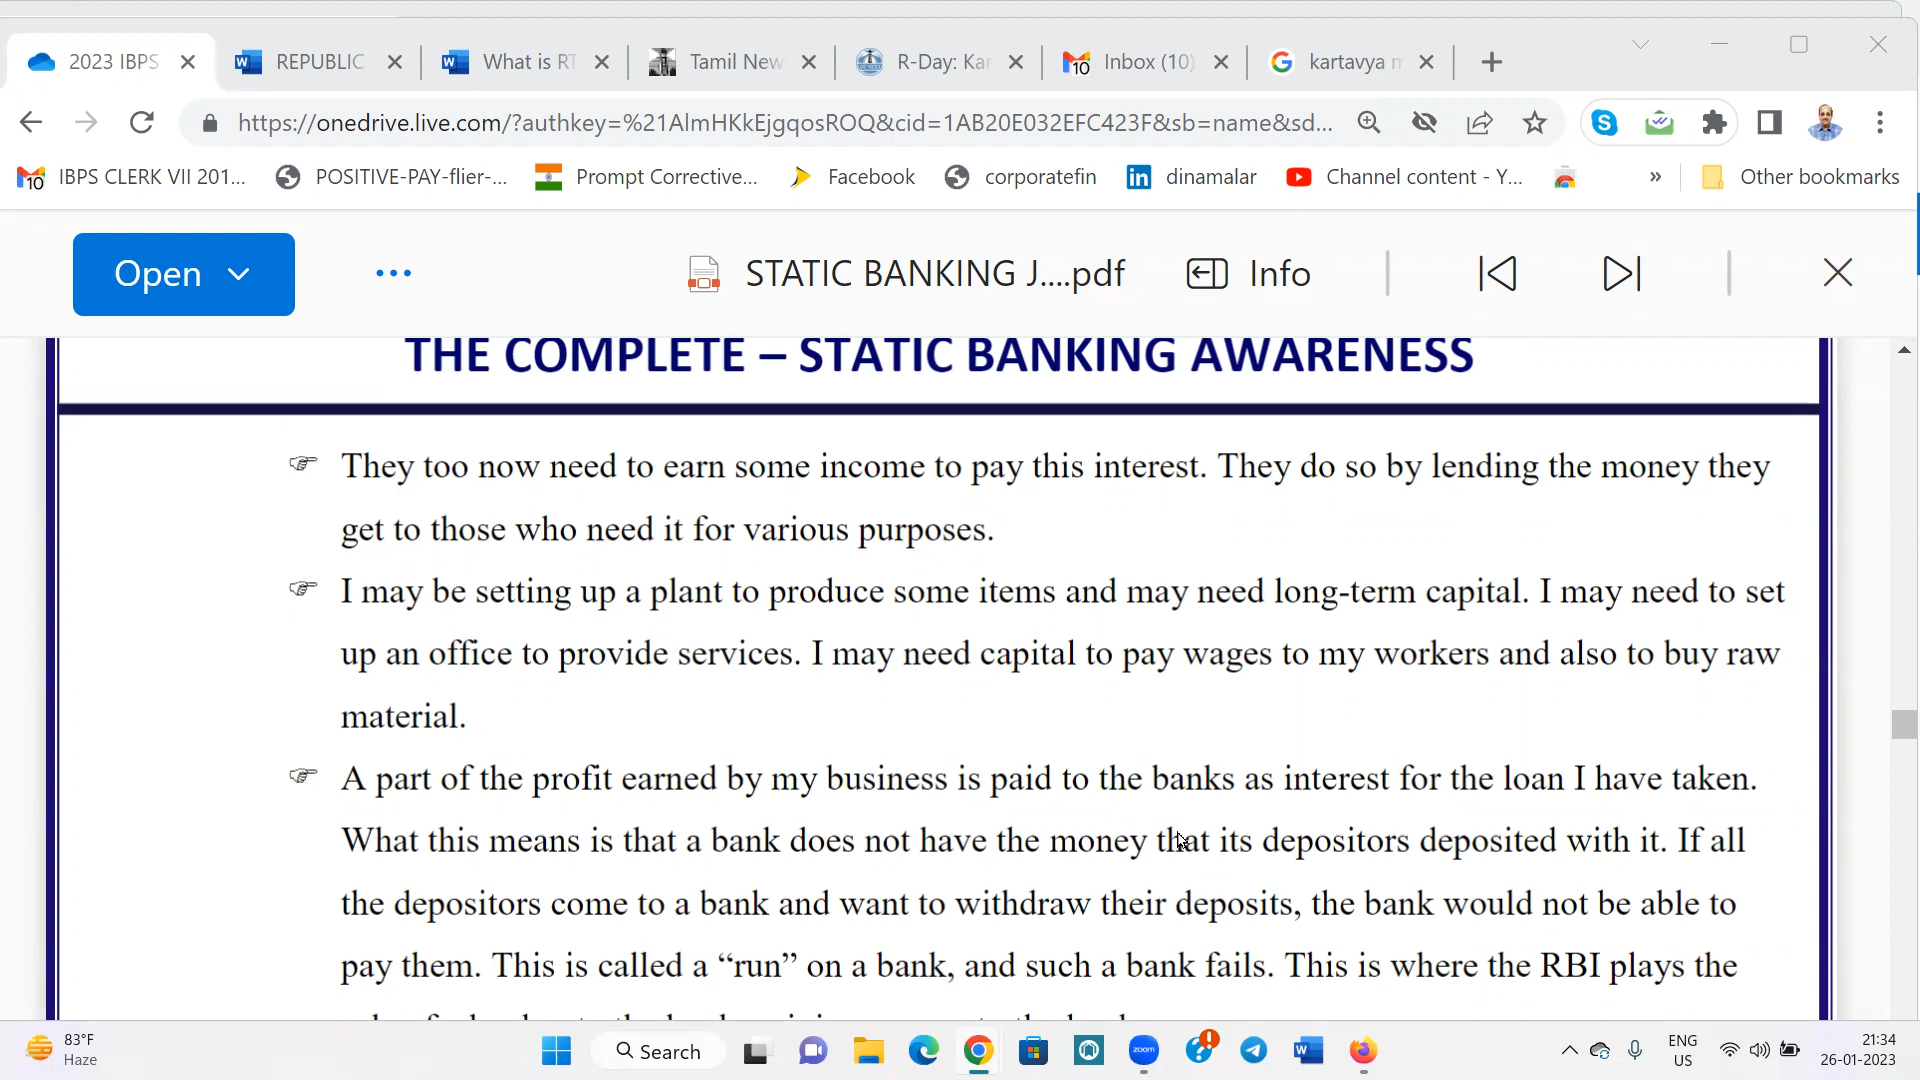 2023 IBPS
REPUBLIC
What is RT
Tamil New
R-Day: Kar
Inbox (10)
kartavya
https://onedrive.live.com/?authkey=%21AlmHKkEjgqosROQ&cid=1AB20E032EFC423F&sb=name&sd...
IBPS CLERK VII 201...
POSITIVE-PAY-flier-...
Prompt Corrective...
Facebook
corporatefin
dinamalar
Channel content - Y...
»
Other bookmarks
Open
STATIC BANKING J....pdf
Info
THE COMPLETE – STATIC BANKING AWARENESS
They too now need to earn some income to pay this interest. They do so by lending the money they
get to those who need it for various purposes.
I may be setting up a plant to produce some items and may need long-term capital. I may need to set
up an office to provide services. I may need capital to pay wages to my workers and also to buy raw
material.
A part of the profit earned by my business is paid to the banks as interest for the loan I have taken.
What this means is that a bank does not have the money that its depositors deposited with it. If all
the depositors come to a bank and want to withdraw their deposits, the bank would not be able to
pay them. This is called a “run” on a bank, and such a bank fails. This is where the RBI plays the
83°F
Haze
Search
zoom
ENG
US
21:34
26-01-2023